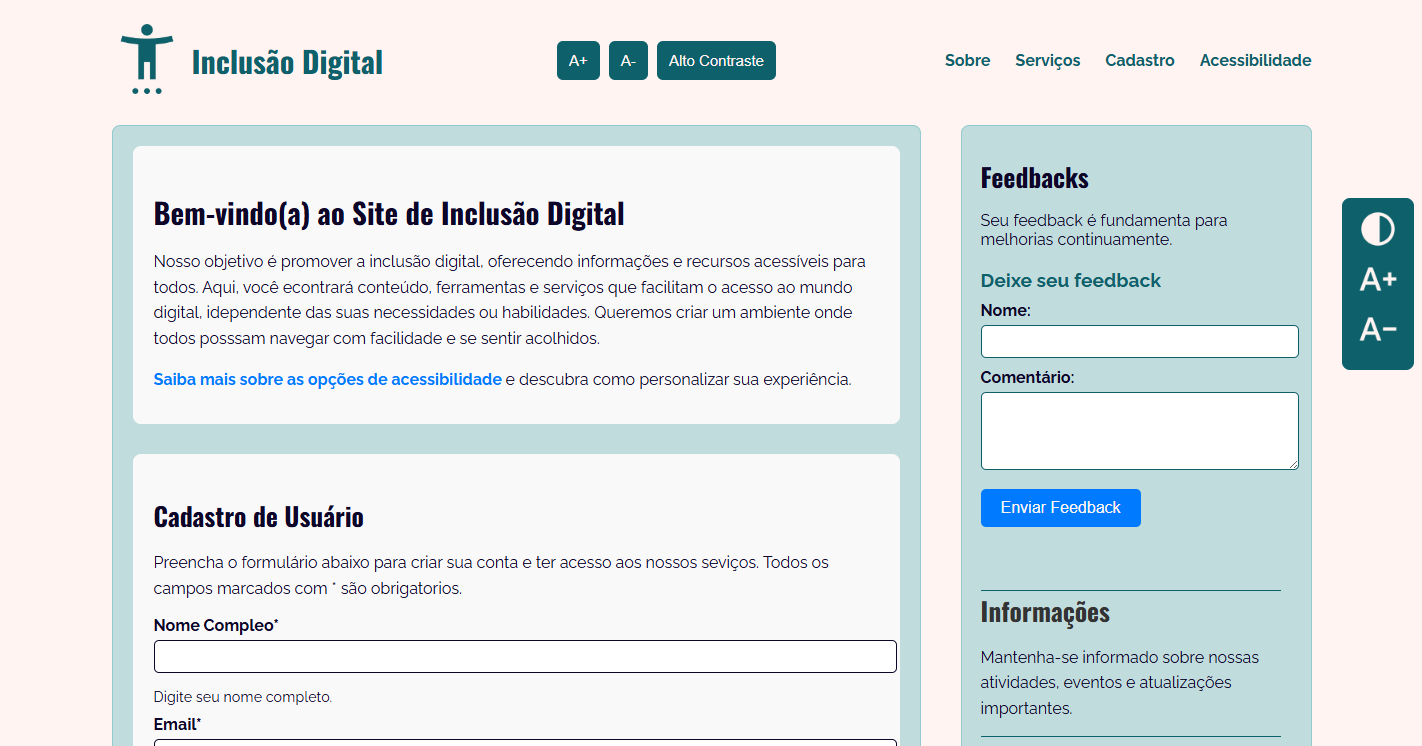 Inclusão Digital
A+ A- Alto Contraste
Sobre Serviços Cadastro Acessibilidade
Bem-vindo(a) ao Site de Inclusão Digital
Nosso objetivo é promover a inclusão digital, oferecendo informações e recursos acessíveis para
todos. Aqui, você econtrará conteúdo, ferramentas e serviços que facilitam o acesso ao mundo
digital, idependente das suas necessidades ou habilidades. Queremos criar um ambiente onde
todos posssam navegar com facilidade e se sentir acolhidos.
Saiba mais sobre as opções de acessibilidade e descubra como personalizar sua experiência.
Cadastro de Usuário
Preencha o formulário abaixo para criar sua conta e ter acesso aos nossos seviços. Todos os
campos marcados com * são obrigatorios.
Nome Compleo*
Digite seu nome completo.
Email*
Feedbacks
Seu feedback é fundamenta para
melhorias continuamente.
Deixe seu feedback
Nome:
Comentário:
Enviar Feedback
Informações
Mantenha-se informado sobre nossas
atividades, eventos e atualizações
importantes.
A+
A−